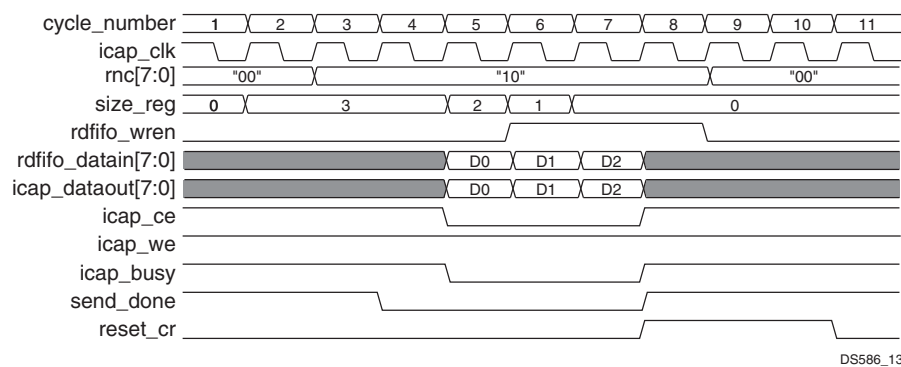 cycle_number 1 2 3 4 5 6 7 8 9 10 11
icap_clk
rnc[7:0] "00" "10" "00"
size_reg 0 3 2 1 0
rdfifo_wren
rdfifo_datain[7:0] D0 D1 D2
icap_dataout[7:0] D0 D1 D2
icap_ce
icap_we
icap_busy
send_done
reset_cr
DS586_13